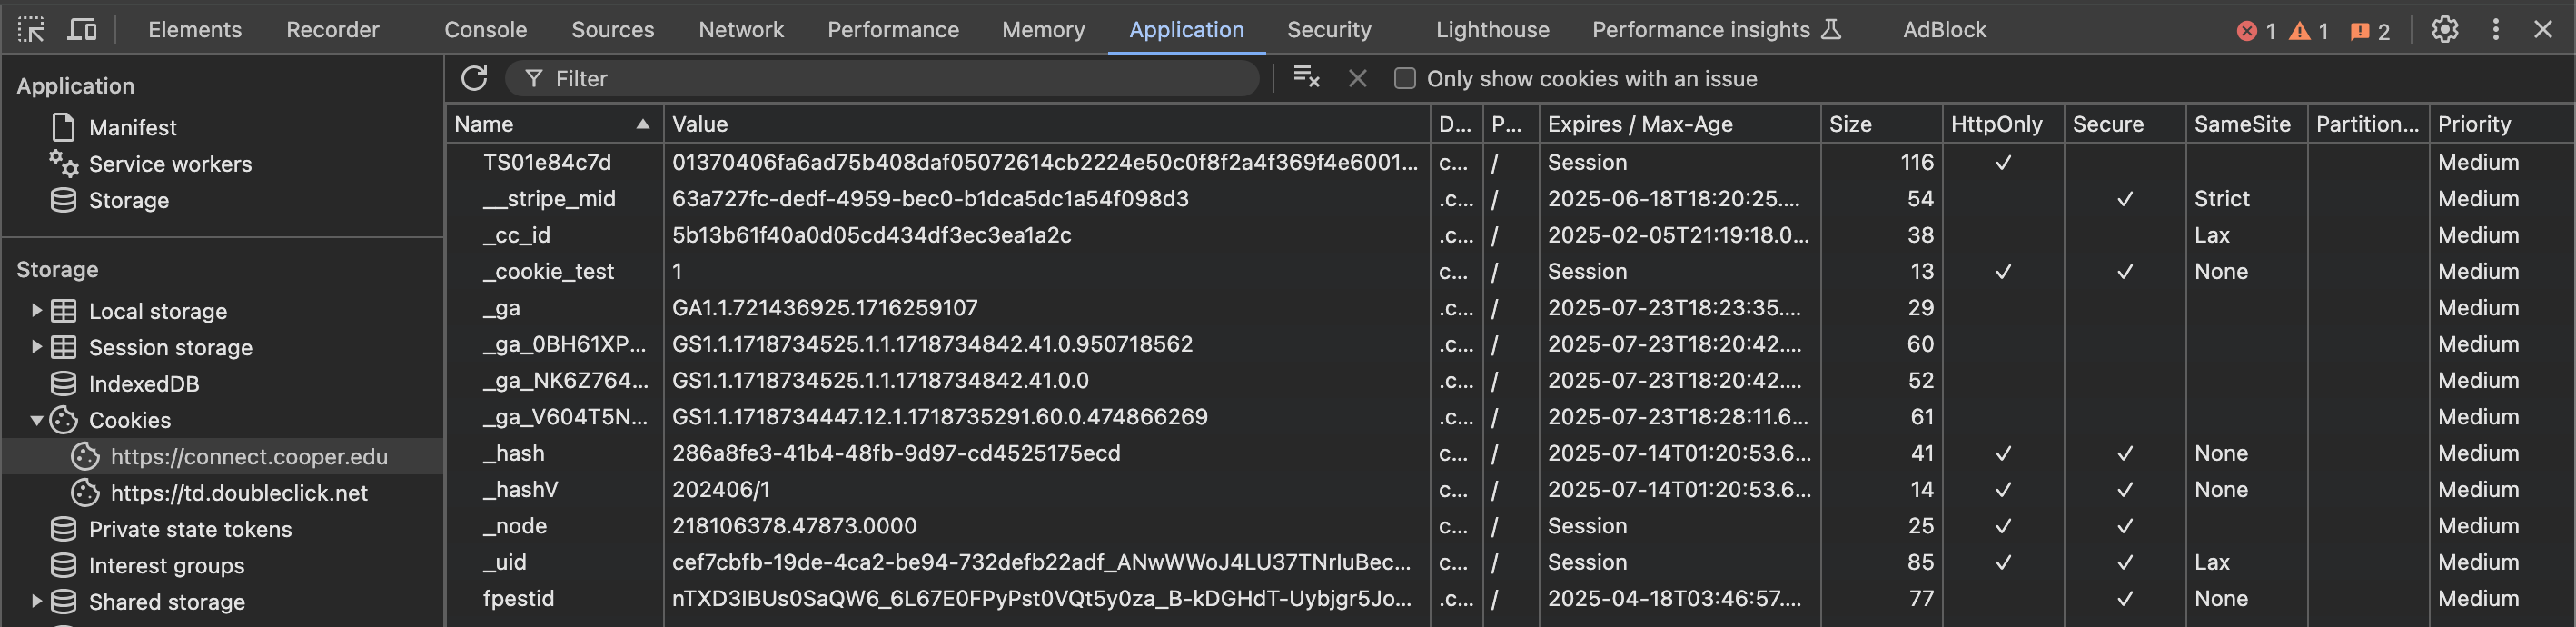 Elements Recorder Console Sources Network Performance Memory Application Security Lighthouse Performance insights AdBlock 1 1 2
Application
Manifest
Service workers
Storage
Storage
Local storage
Session storage
IndexedDB
Cookies
https://connect.cooper.edu
https://td.doubleclick.net
Private state tokens
Interest groups
Shared storage
Filter Only show cookies with an issue
Name Value D... P... Expires / Max-Age Size HttpOnly Secure SameSite Partition... Priority
TS01e84c7d 01370406fa6ad75b408daf05072614cb2224e50c0f8f2a4f369f4e6001... c... / Session 116 ✓ Medium
__stripe_mid 63a727fc-dedf-4959-bec0-b1dca5dc1a54f098d3 .c... / 2025-06-18T18:20:25.... 54 ✓ Strict Medium
_cc_id 5b13b61f40a0d05cd434df3ec3ea1a2c .c... / 2025-02-05T21:19:18.0... 38 Lax Medium
_cookie_test 1 c... / Session 13 ✓ ✓ None Medium
_ga GA1.1.721436925.1716259107 .c... / 2025-07-23T18:23:35.... 29 Medium
_ga_0BH61XP... GS1.1.1718734525.1.1.1718734842.41.0.950718562 .c... / 2025-07-23T18:20:42.... 60 Medium
_ga_NK6Z764... GS1.1.1718734525.1.1.1718734842.41.0.0 .c... / 2025-07-23T18:20:42.... 52 Medium
_ga_V604T5N... GS1.1.1718734447.12.1.1718735291.60.0.474866269 .c... / 2025-07-23T18:28:11.6... 61 Medium
_hash 286a8fe3-41b4-48fb-9d97-cd4525175ecd c... / 2025-07-14T01:20:53.6... 41 ✓ ✓ None Medium
_hashV 202406/1 c... / 2025-07-14T01:20:53.6... 14 ✓ ✓ None Medium
_node 218106378.47873.0000 c... / Session 25 ✓ ✓ Medium
_uid cef7cbfb-19de-4ca2-be94-732defb22adf_ANwWWoJ4LU37TNrIuBec... c... / Session 85 ✓ ✓ Lax Medium
fpestid nTXD3IBUs0SaQW6_6L67E0FPyPst0VQt5y0za_B-kDGHdT-Uybjgr5Jo... .c... / 2025-04-18T03:46:57.... 77 ✓ None Medium